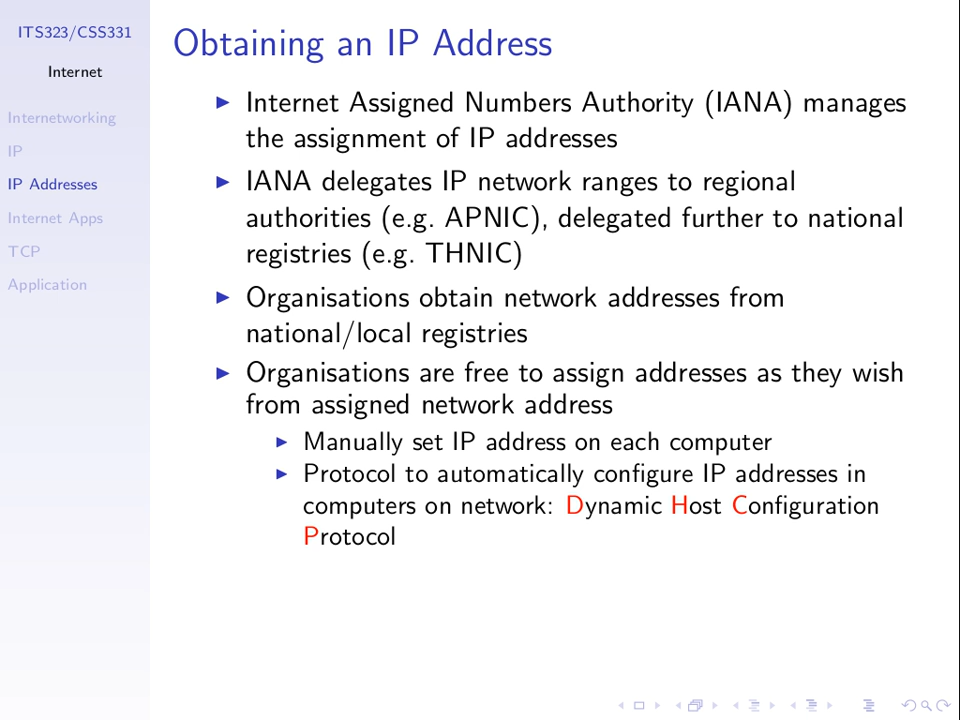 ITS323/CSS331
Internet
Internetworking
IP
IP Addresses
Internet Apps
TCP
Application
Obtaining an IP Address
Internet Assigned Numbers Authority (IANA) manages
the assignment of IP addresses
IANA delegates IP network ranges to regional
authorities (e.g. APNIC), delegated further to national
registries (e.g. THNIC)
Organisations obtain network addresses from
national/local registries
Organisations are free to assign addresses as they wish
from assigned network address
Manually set IP address on each computer
Protocol to automatically configure IP addresses in
computers on network: Dynamic Host Configuration
Protocol